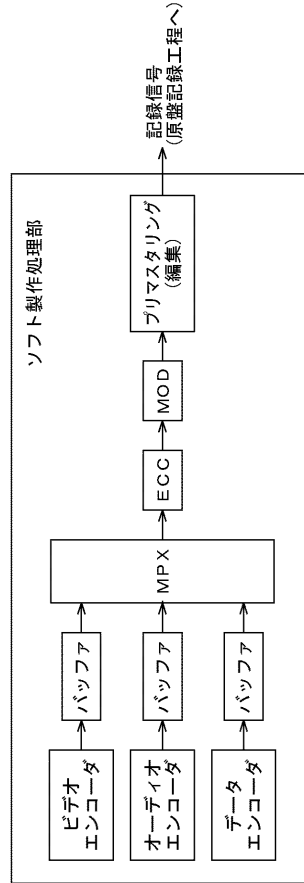 ソフト製作処理部
ビデオ
エンコーダ
バッファ
オーディオ
エンコーダ
バッファ
データ
エンコーダ
バッファ
MPX
ECC
MOD
プリマスタリング
(編集)
記録信号
(原盤記録工程へ)